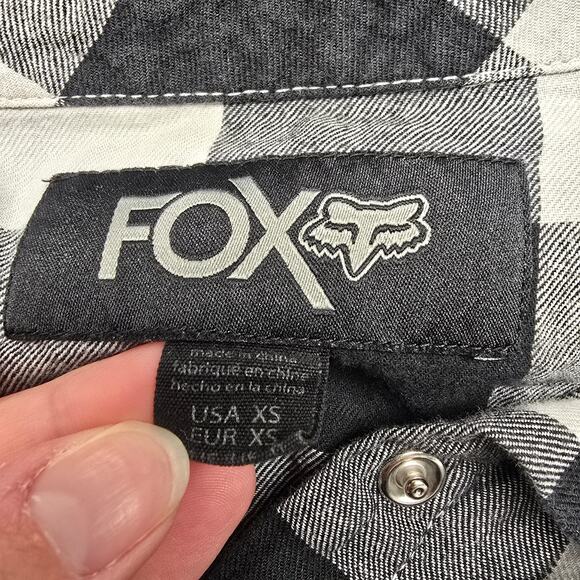 FOX
made in china
fabriqué en chine
hecho en la china
USA XS
EUR XS